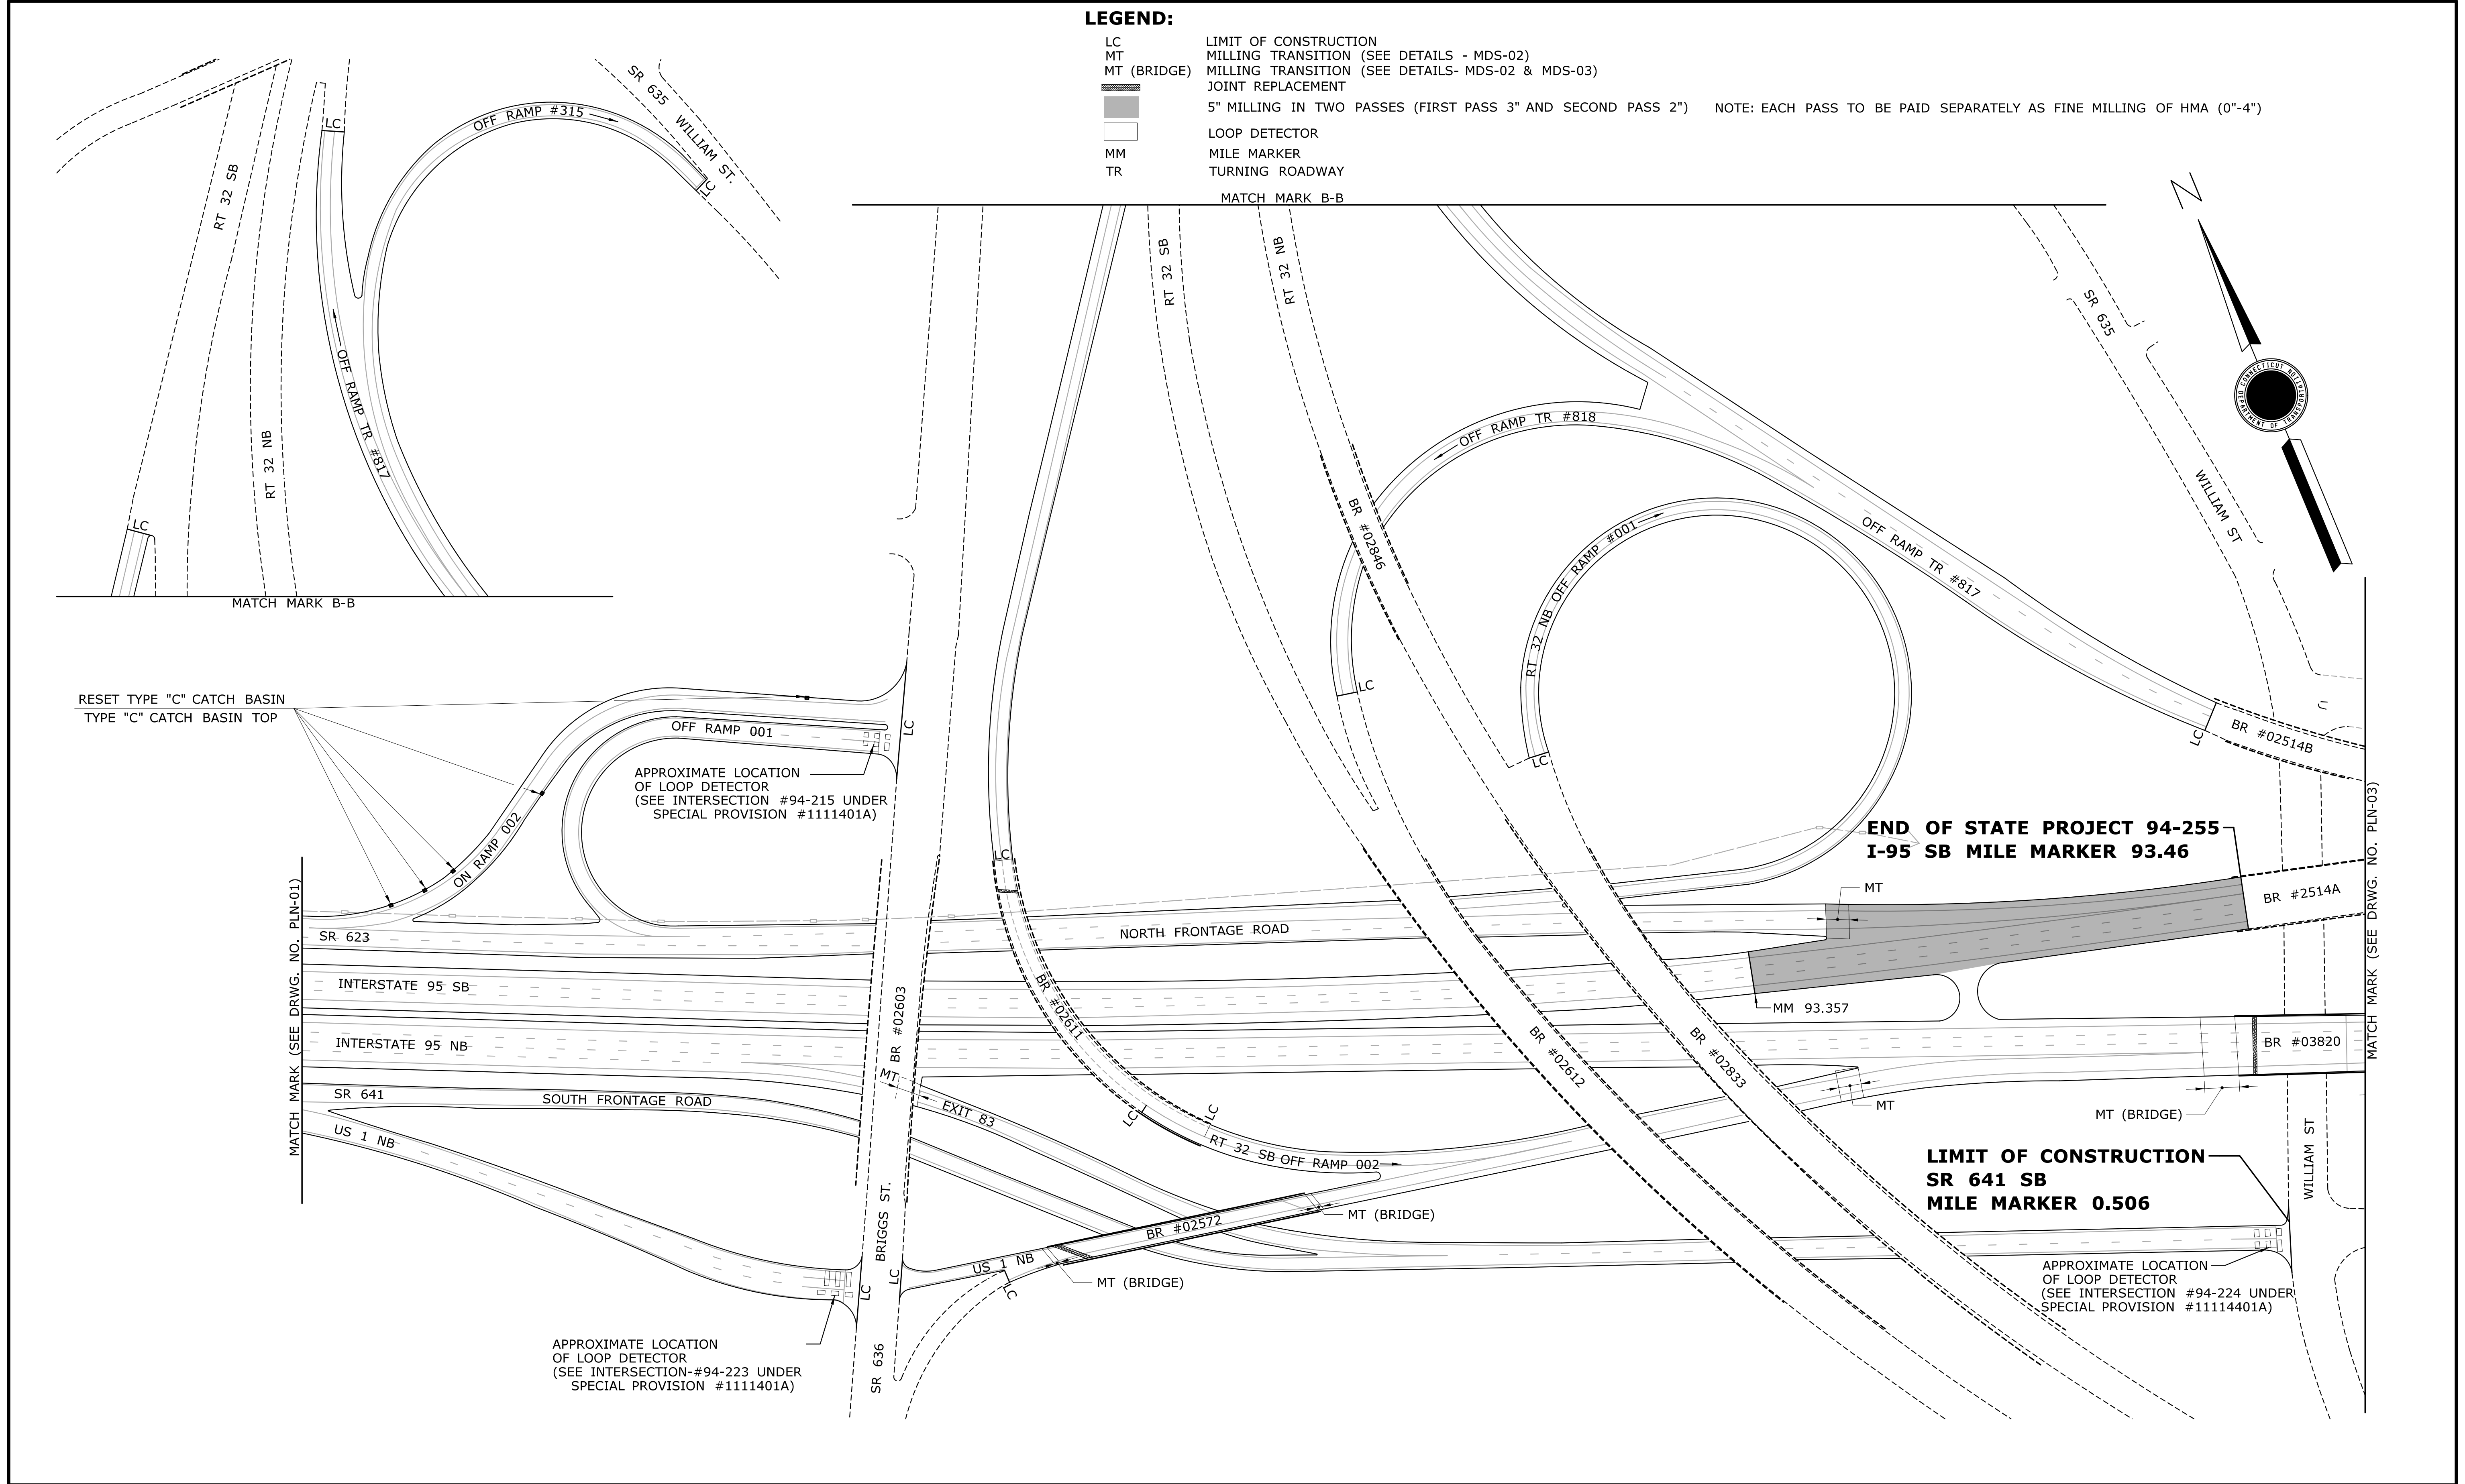 LEGEND:
LC LIMIT OF CONSTRUCTION
MT MILLING TRANSITION (SEE DETAILS - MDS-02)
MT (BRIDGE) MILLING TRANSITION (SEE DETAILS- MDS-02 & MDS-03)
JOINT REPLACEMENT
5" MILLING IN TWO PASSES (FIRST PASS 3" AND SECOND PASS 2") NOTE: EACH PASS TO BE PAID SEPARATELY AS FINE MILLING OF HMA (0"-4")
LOOP DETECTOR
MM MILE MARKER
TR TURNING ROADWAY
MATCH MARK B-B
SR 635
WILLIAM ST.
OFF RAMP #315
LC
LC
RT 32 SB
OFF RAMP TR #817
RT 32 NB
LC
MATCH MARK B-B
N
CONNECTICUT
DEPARTMENT OF TRANSPORTATION
RT 32 SB
RT 32 NB
SR 635
WILLIAM ST
OFF RAMP TR #818
BR #02846
RT 32 NB OFF RAMP #001
OFF RAMP TR #817
LC
LC
LC
BR #02514B
RESET TYPE "C" CATCH BASIN
TYPE "C" CATCH BASIN TOP
OFF RAMP 001
LC
APPROXIMATE LOCATION
OF LOOP DETECTOR
(SEE INTERSECTION #94-215 UNDER
SPECIAL PROVISION #1111401A)
ON RAMP 002
LC
END OF STATE PROJECT 94-255
I-95 SB MILE MARKER 93.46
MT
BR #2514A
MATCH MARK (SEE DRWG. NO. PLN-01)
MATCH MARK (SEE DRWG. NO. PLN-03)
SR 623
NORTH FRONTAGE ROAD
INTERSTATE 95 SB
BR #02603
BR #02611
MM 93.357
INTERSTATE 95 NB
BR #02612
BR #02833
BR #03820
MT
EXIT 83
MT
MT (BRIDGE)
SR 641
SOUTH FRONTAGE ROAD
LC
LC
US 1 NB
RT 32 SB OFF RAMP 002
WILLIAM ST
LIMIT OF CONSTRUCTION
SR 641 SB
MILE MARKER 0.506
BRIGGS ST.
BR #02572
MT (BRIDGE)
US 1 NB
MT (BRIDGE)
LC
LC
LC
APPROXIMATE LOCATION
OF LOOP DETECTOR
(SEE INTERSECTION #94-224 UNDER
SPECIAL PROVISION #11114401A)
APPROXIMATE LOCATION
OF LOOP DETECTOR
(SEE INTERSECTION-#94-223 UNDER
SPECIAL PROVISION #1111401A)
SR 636